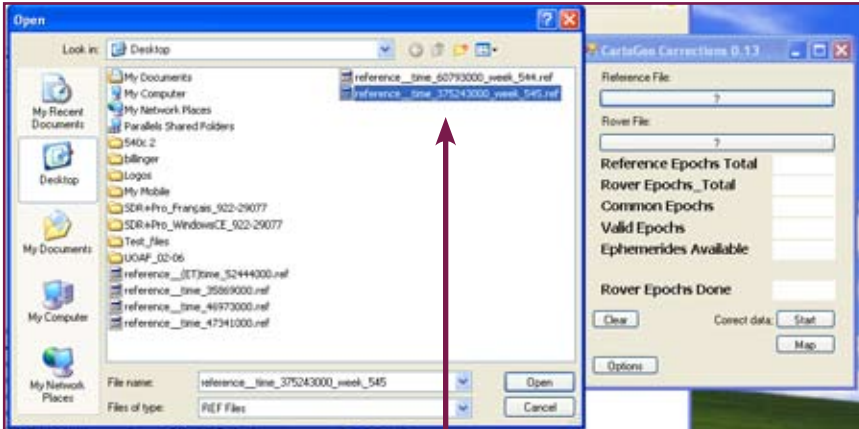 Open
Look in: Desktop
My Recent Documents
Desktop
My Documents
My Computer
My Network Places
My Documents
My Computer
My Network Places
Parallels Shared Folders
540c 2
bllinger
Logos
My Mobile
SDR+Pro_Français_922-29077
SDR+Pro_WindowsCE_922-29077
Test_files
UOAF_02-06
reference__(ET)time_52444000.ref
reference__time_35869000.ref
reference__time_46973000.ref
reference__time_47341000.ref
reference__time_60793000_week_544.ref
reference__time_375243000_week_545.ref
File name: reference__time_375243000_week_545
Open
Files of type: REF Files
Cancel
CartoGeo Corrections 0.13
Reference File:
?
Rover File:
?
Reference Epochs Total
Rover Epochs_Total
Common Epochs
Valid Epochs
Ephemerides Available
Rover Epochs Done
Clear
Correct data: Start
Map
Options